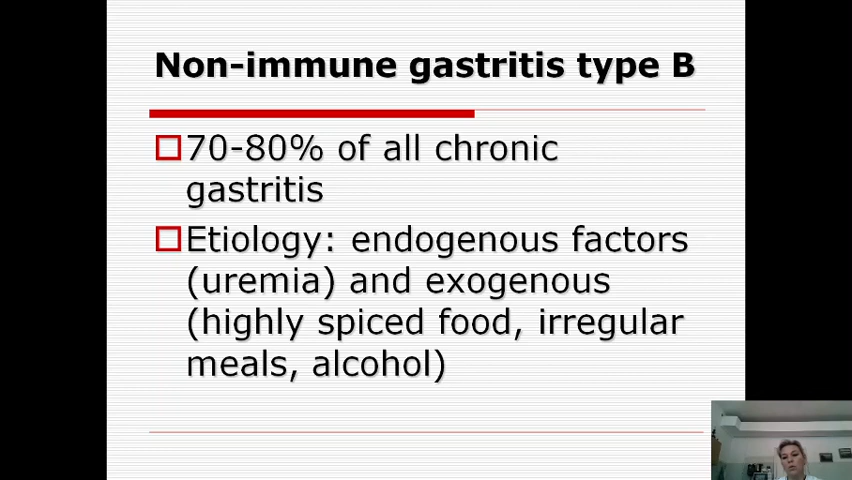 Non-immune gastritis type B
70-80% of all chronic
gastritis
Etiology: endogenous factors
(uremia) and exogenous
(highly spiced food, irregular
meals, alcohol)